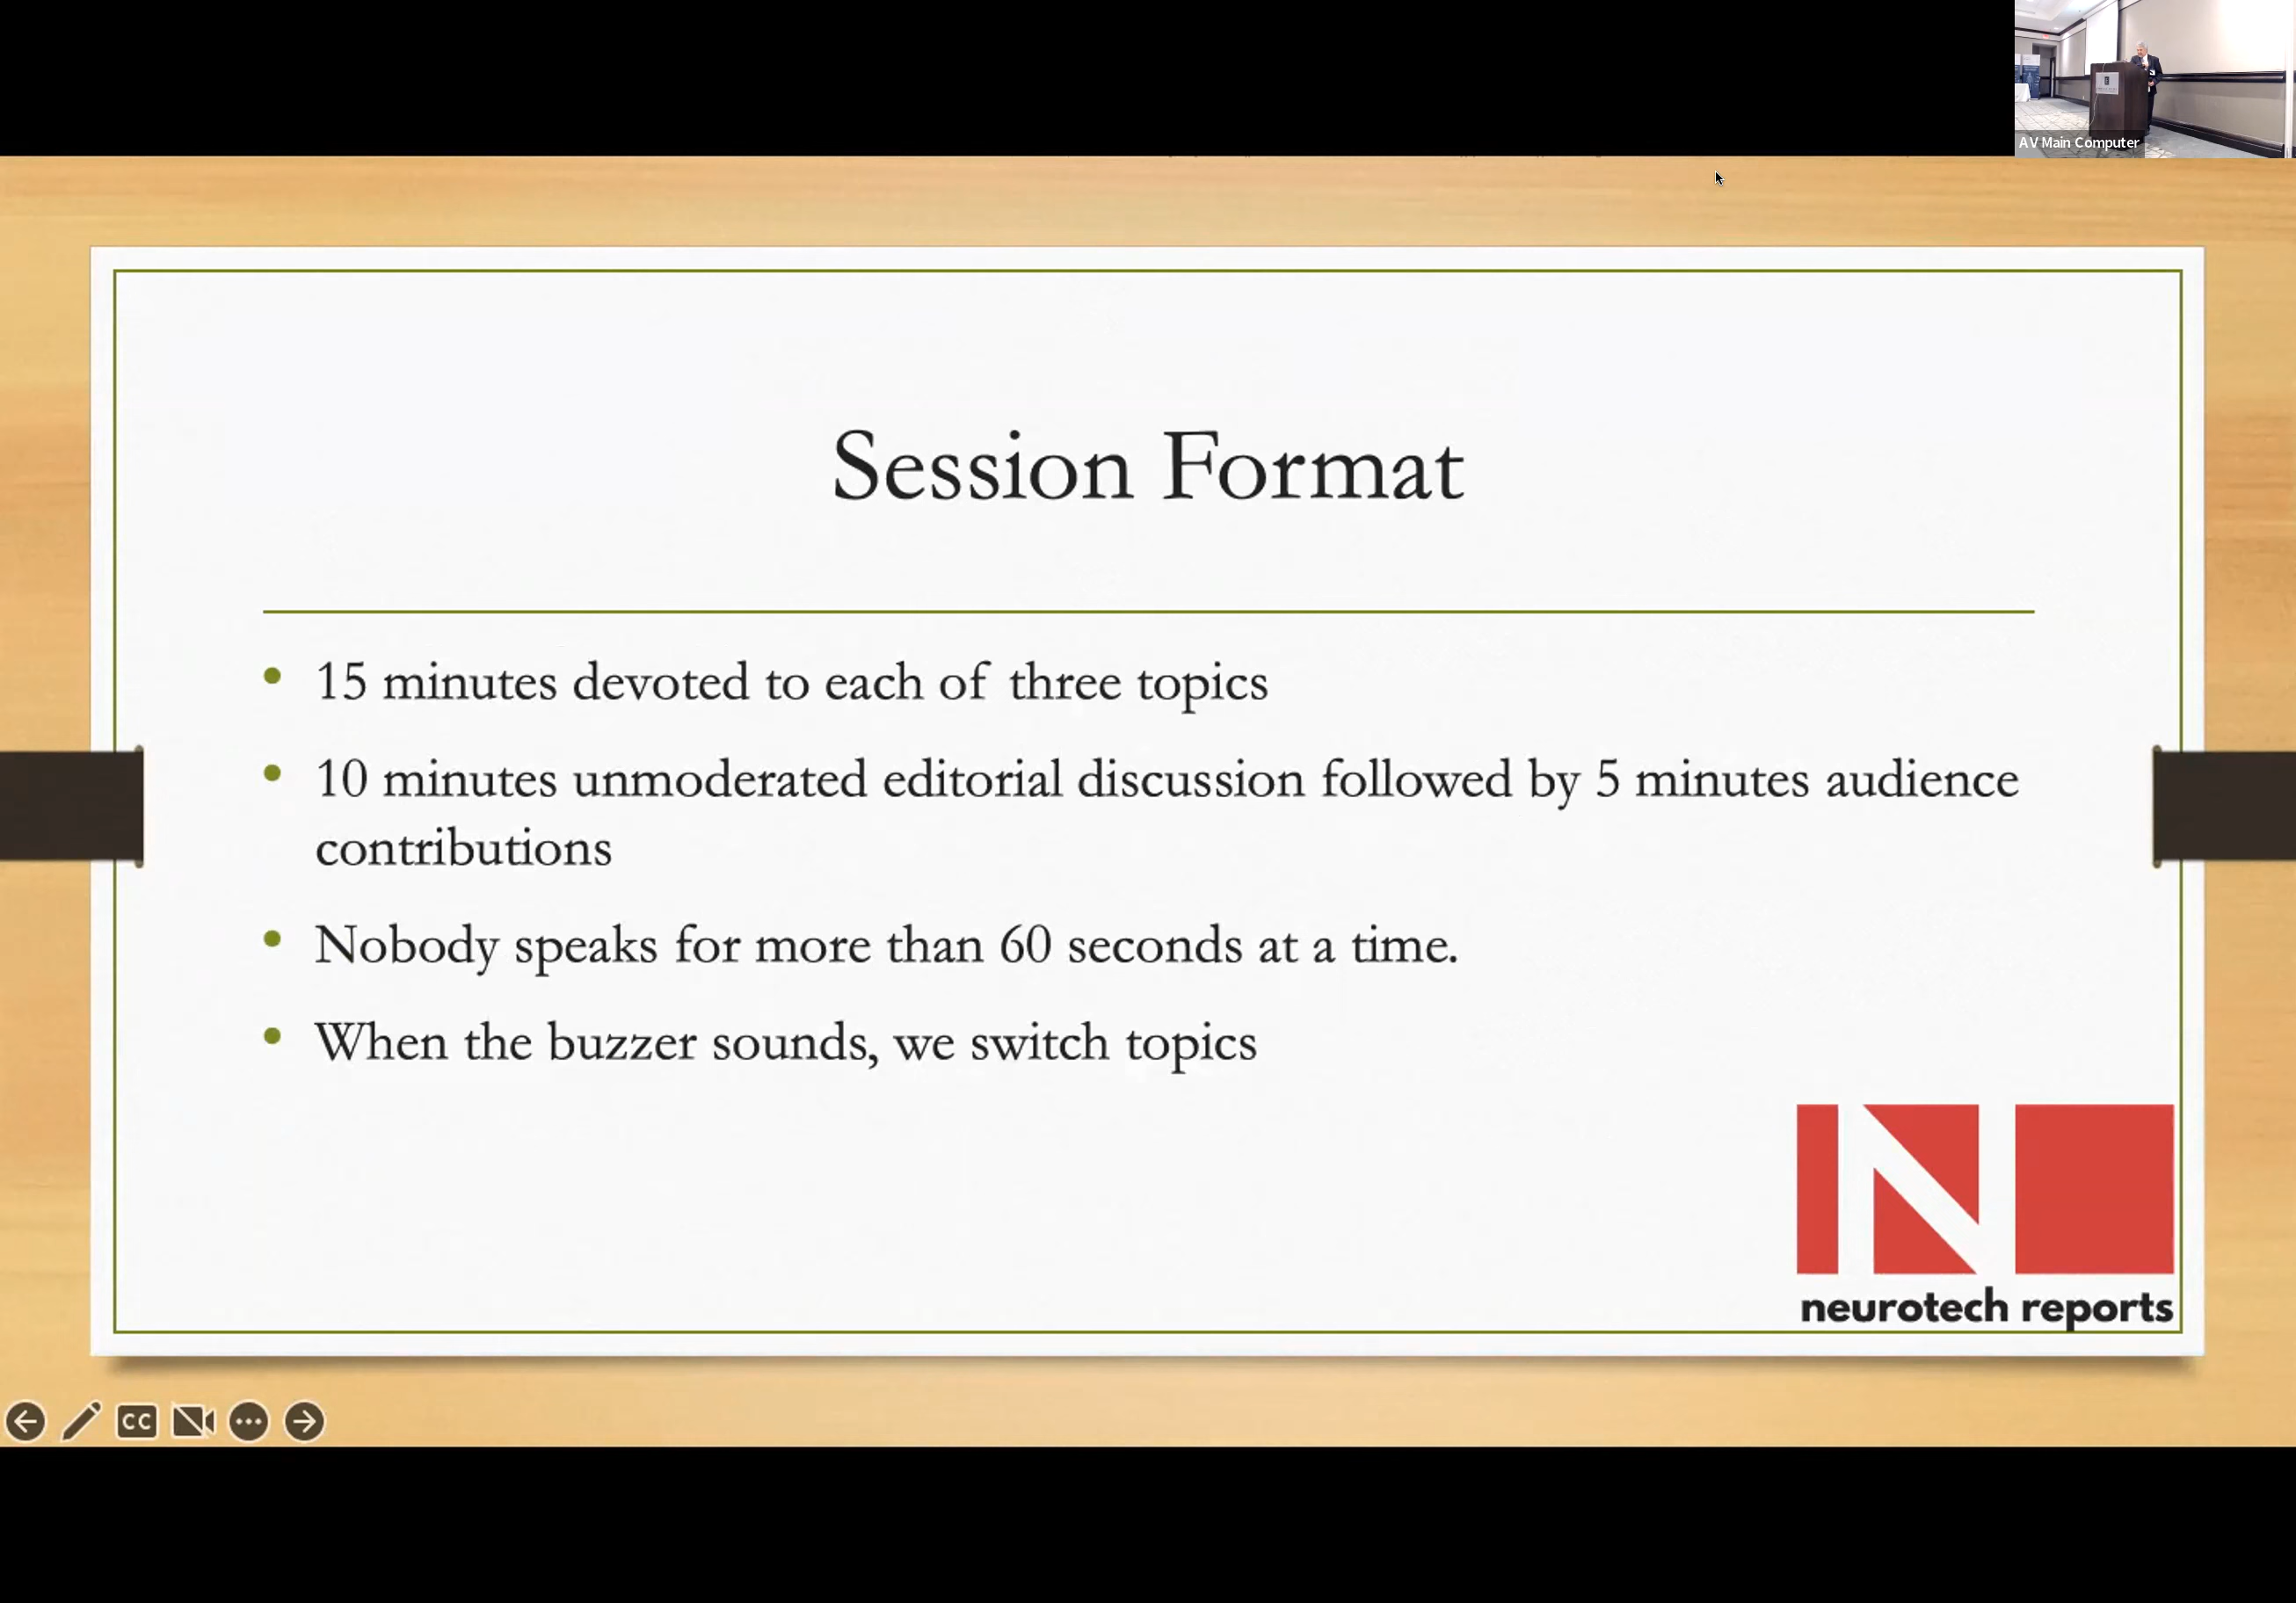 AV Main Computer
Session Format
• 15 minutes devoted to each of three topics
• 10 minutes unmoderated editorial discussion followed by 5 minutes audience
contributions
• Nobody speaks for more than 60 seconds at a time.
• When the buzzer sounds, we switch topics
N
neurotech reports
CC